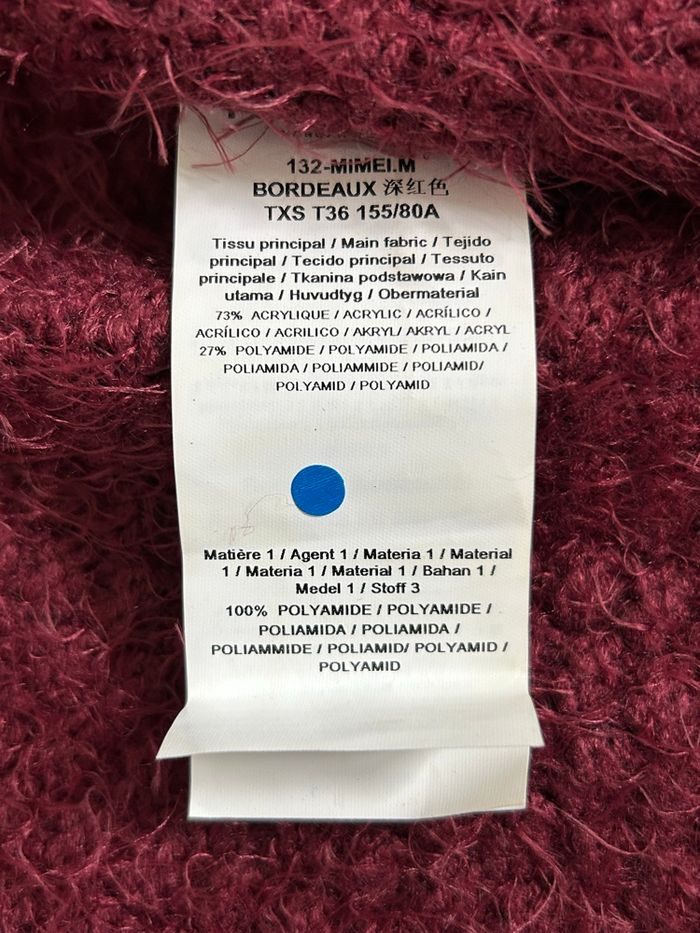 132-MIMEI.M
BORDEAUX 深红色
TXS T36 155/80A
Tissu principal / Main fabric / Tejido
principal / Tecido principal / Tessuto
principale / Tkanina podstawowa / Kain
utama / Huvudtyg / Obermaterial
73% ACRYLIQUE / ACRYLIC / ACRÍLICO /
ACRÍLICO / ACRILICO / AKRYL/ AKRYL / ACRYL
27% POLYAMIDE / POLYAMIDE / POLIAMIDA /
POLIAMIDA / POLIAMMIDE / POLIAMID/
POLYAMID / POLYAMID
Matière 1 / Agent 1 / Materia 1 / Material
1 / Materia 1 / Material 1 / Bahan 1 /
Medel 1 / Stoff 3
100% POLYAMIDE / POLYAMIDE /
POLIAMIDA / POLIAMIDA /
POLIAMMIDE / POLIAMID/ POLYAMID /
POLYAMID